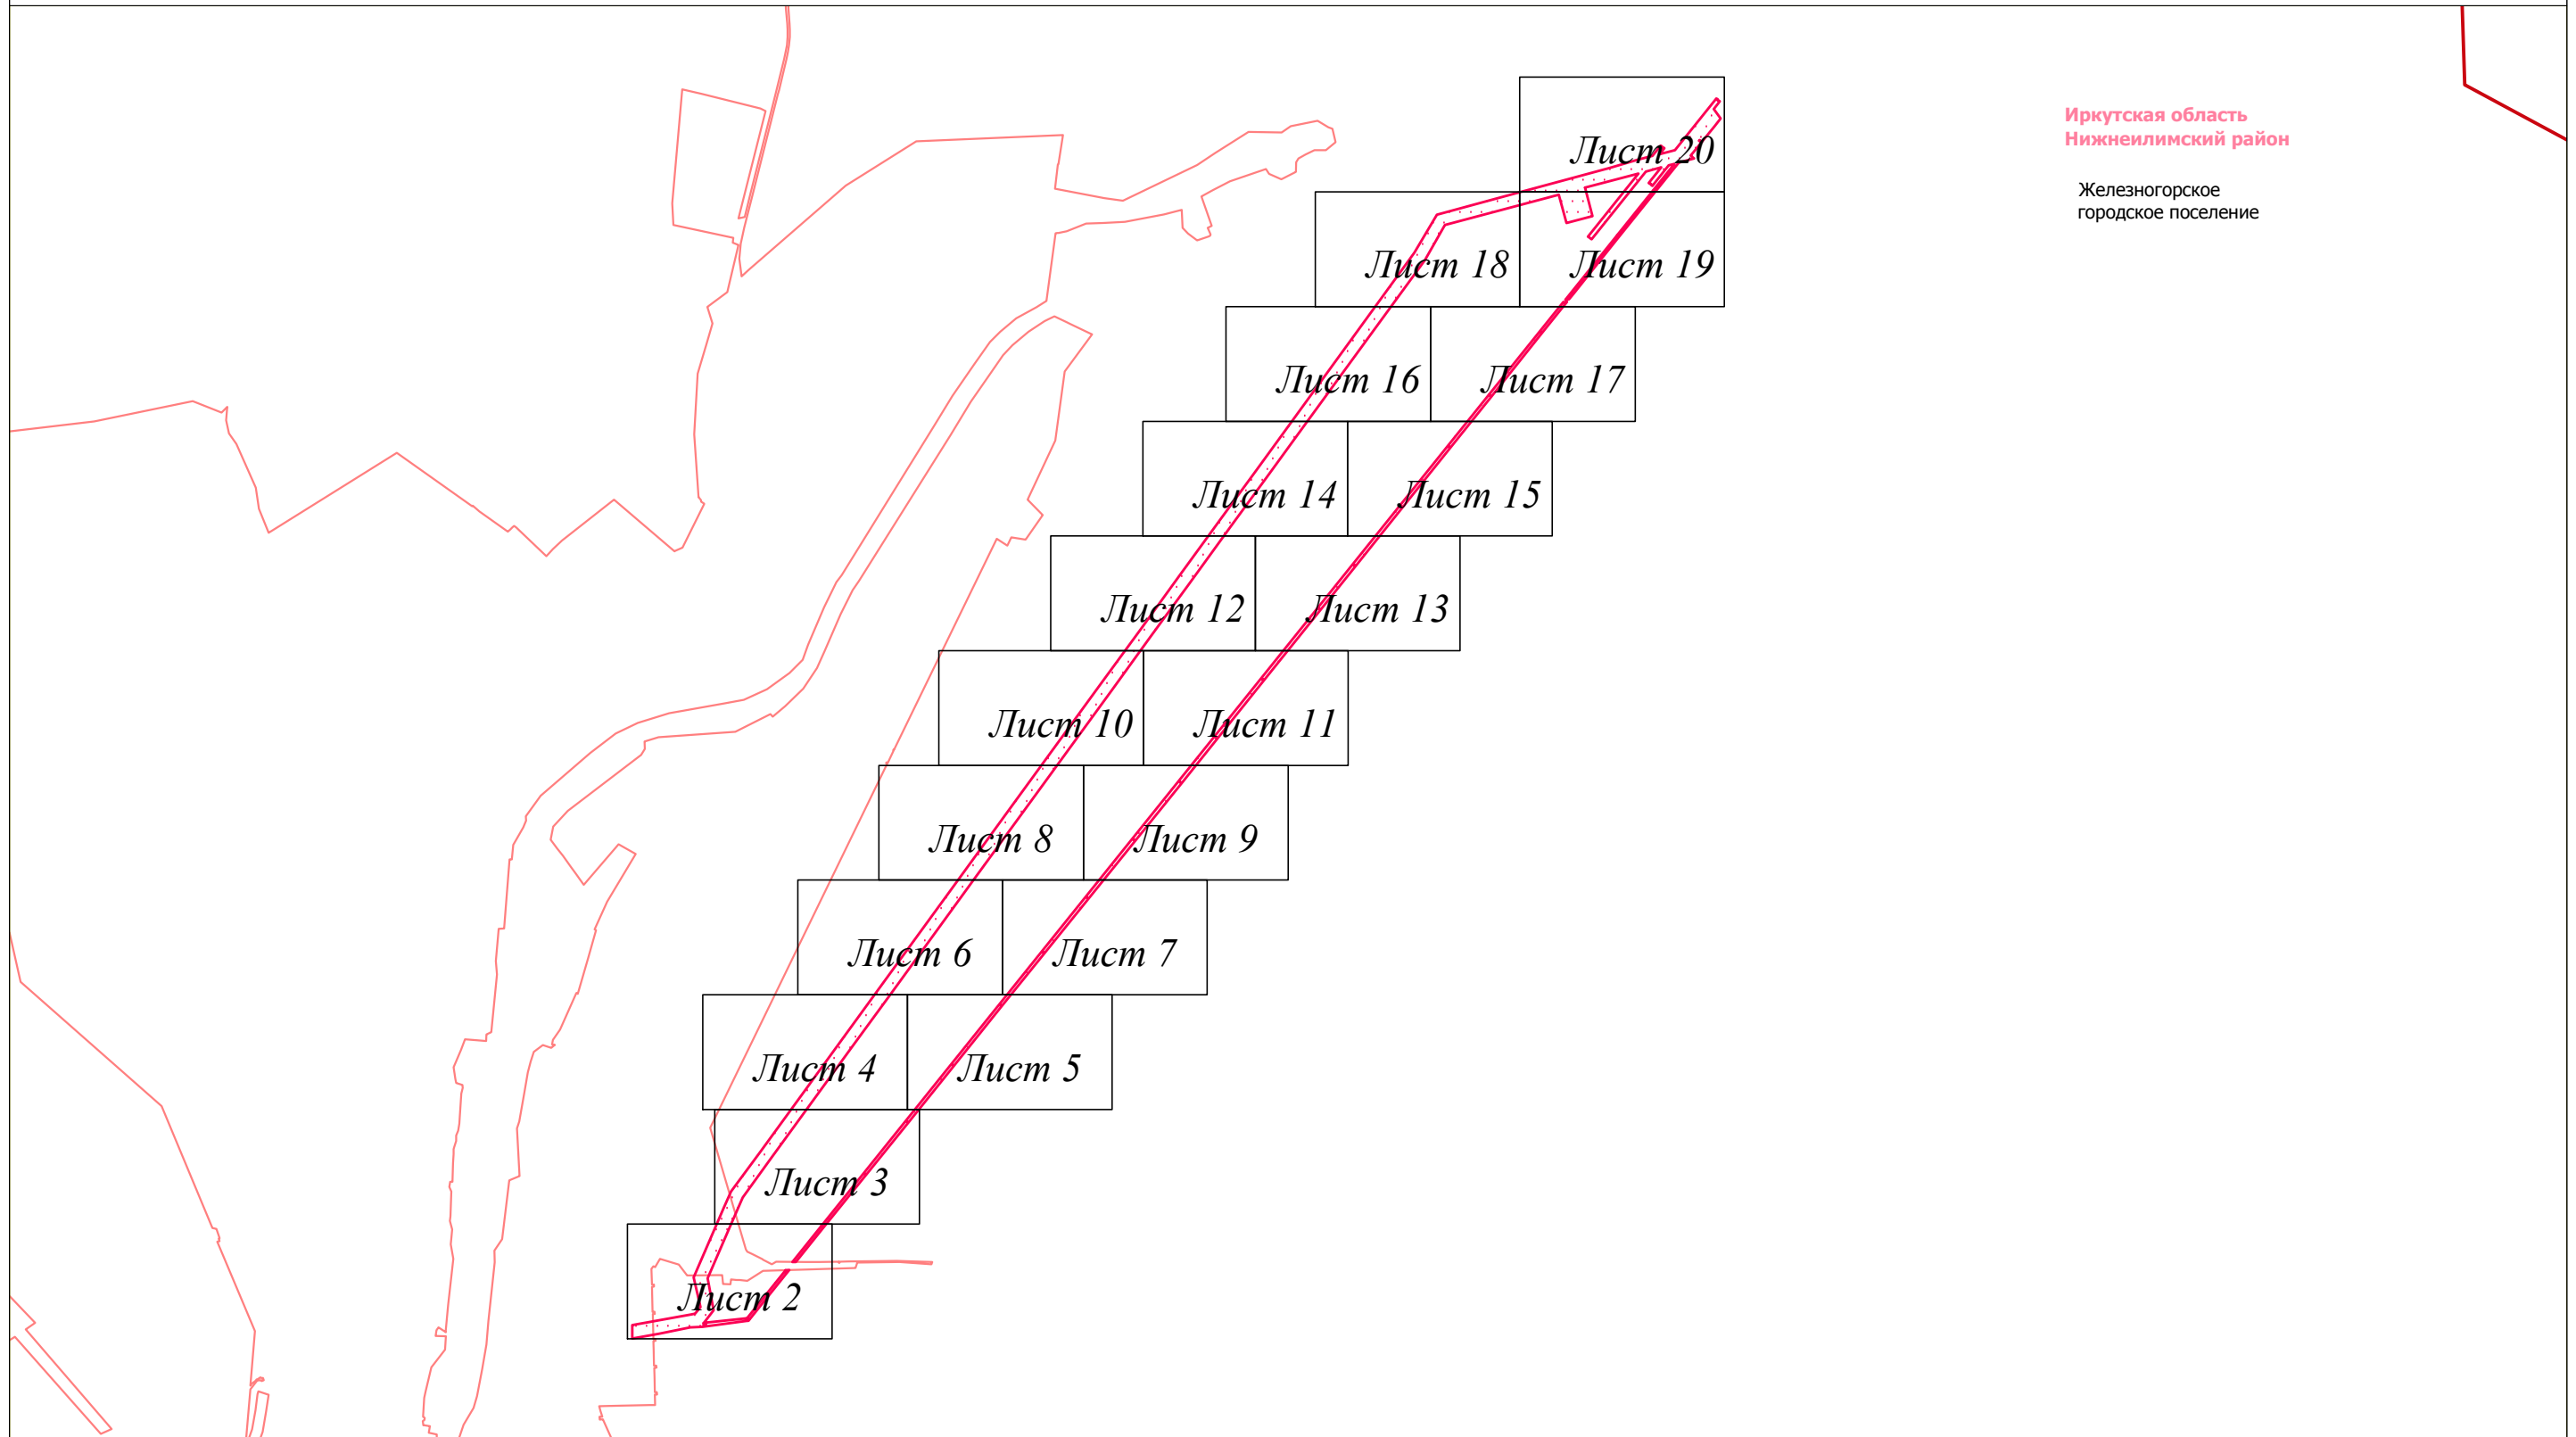 Иркутская область
Нижнеилимский район
Железногорское
городское поселение
Лист 20
Лист 18
Лист 19
Лист 16
Лист 17
Лист 14
Лист 15
Лист 12
Лист 13
Лист 10
Лист 11
Лист 8
Лист 9
Лист 6
Лист 7
Лист 4
Лист 5
Лист 3
Лист 2